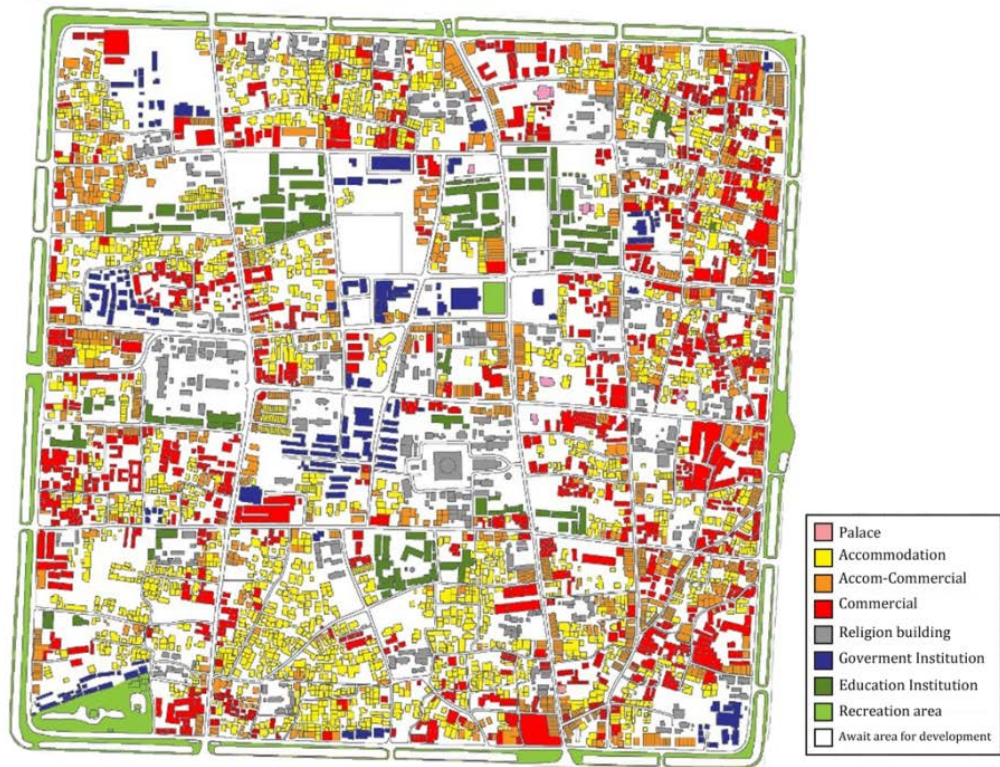 Palace
Accommodation
Accom-Commercial
Commercial
Religion building
Goverment Institution
Education Institution
Recreation area
Await area for development